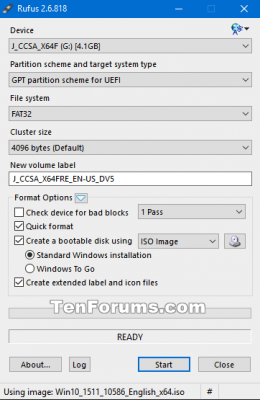 Rufus 2.6.818
Device
J_CCSA_X64F (G:) [4.1GB]
Partition scheme and target system type
GPT partition scheme for UEFI
File system
FAT32
Cluster size
4096 bytes (Default)
New volume label
J_CCSA_X64FRE_EN-US_DV5
Format Options
Check device for bad blocks 1 Pass
Quick format
Create a bootable disk using ISO Image
Standard Windows installation
Windows To Go
Create extended label and icon files
TenForums.com
READY
About... Log Start Close
Using image: Win10_1511_10586_English_x64.iso #